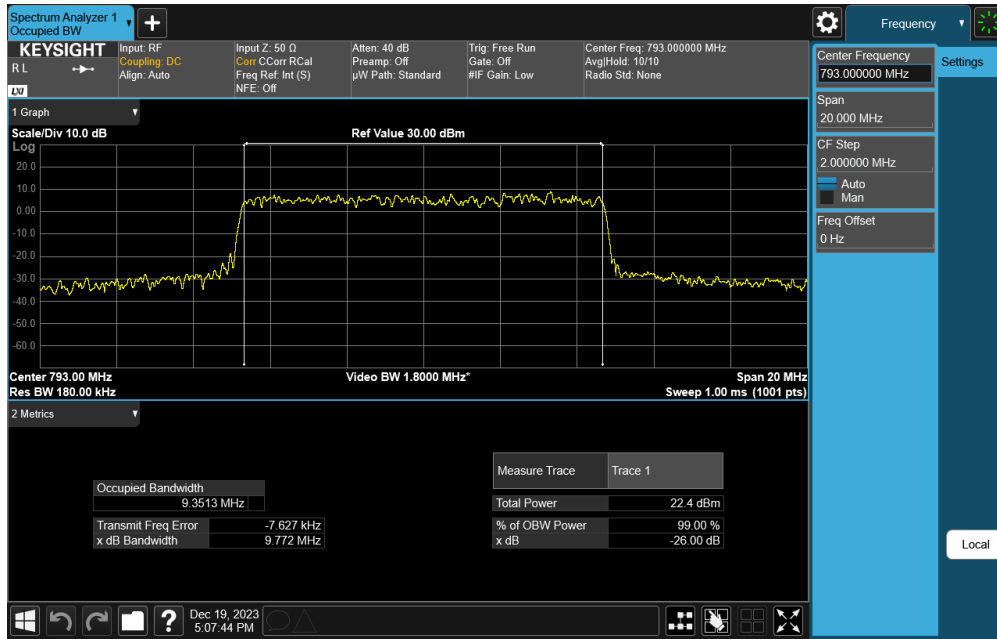 Spectrum Analyzer 1
Occupied BW
Frequency
KEYSIGHT
R L
LXI
Input: RF
Coupling: DC
Align: Auto
Input Z: 50 Ω
Corr CCorr RCal
Freq Ref: Int (S)
NFE: Off
Atten: 40 dB
Preamp: Off
µW Path: Standard
Trig: Free Run
Gate: Off
#IF Gain: Low
Center Freq: 793.000000 MHz
Avg|Hold: 10/10
Radio Std: None
Center Frequency
793.000000 MHz
Settings
Span
20.000 MHz
CF Step
2.000000 MHz
Auto
Man
Freq Offset
0 Hz
Local
1 Graph
Scale/Div 10.0 dB
Ref Value 30.00 dBm
Log
20.0
10.0
0.00
-10.0
-20.0
-30.0
-40.0
-50.0
-60.0
Center 793.00 MHz
Video BW 1.8000 MHz*
Span 20 MHz
Res BW 180.00 kHz
Sweep 1.00 ms (1001 pts)
2 Metrics
Occupied Bandwidth
9.3513 MHz
Transmit Freq Error -7.627 kHz
x dB Bandwidth 9.772 MHz
Measure Trace Trace 1
Total Power 22.4 dBm
% of OBW Power 99.00 %
x dB -26.00 dB
?
Dec 19, 2023
5:07:44 PM